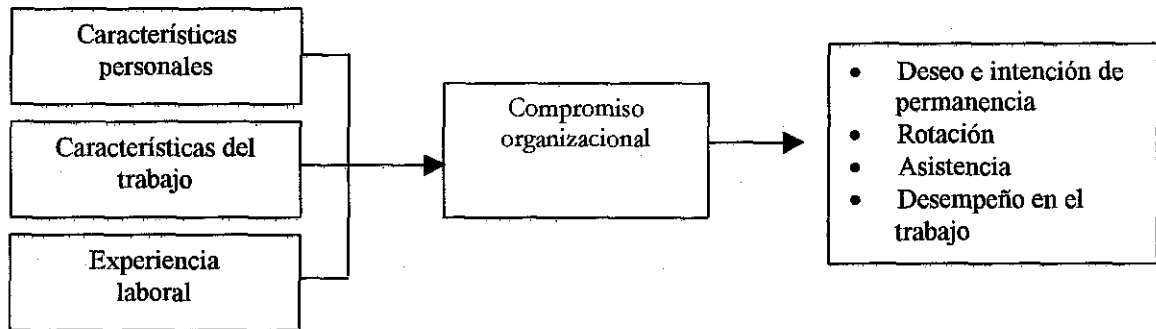 Características
personales
Características del
trabajo
Experiencia
laboral
Compromiso
organizacional
• Deseo e intención de
permanencia
• Rotación
• Asistencia
• Desempeño en el
trabajo